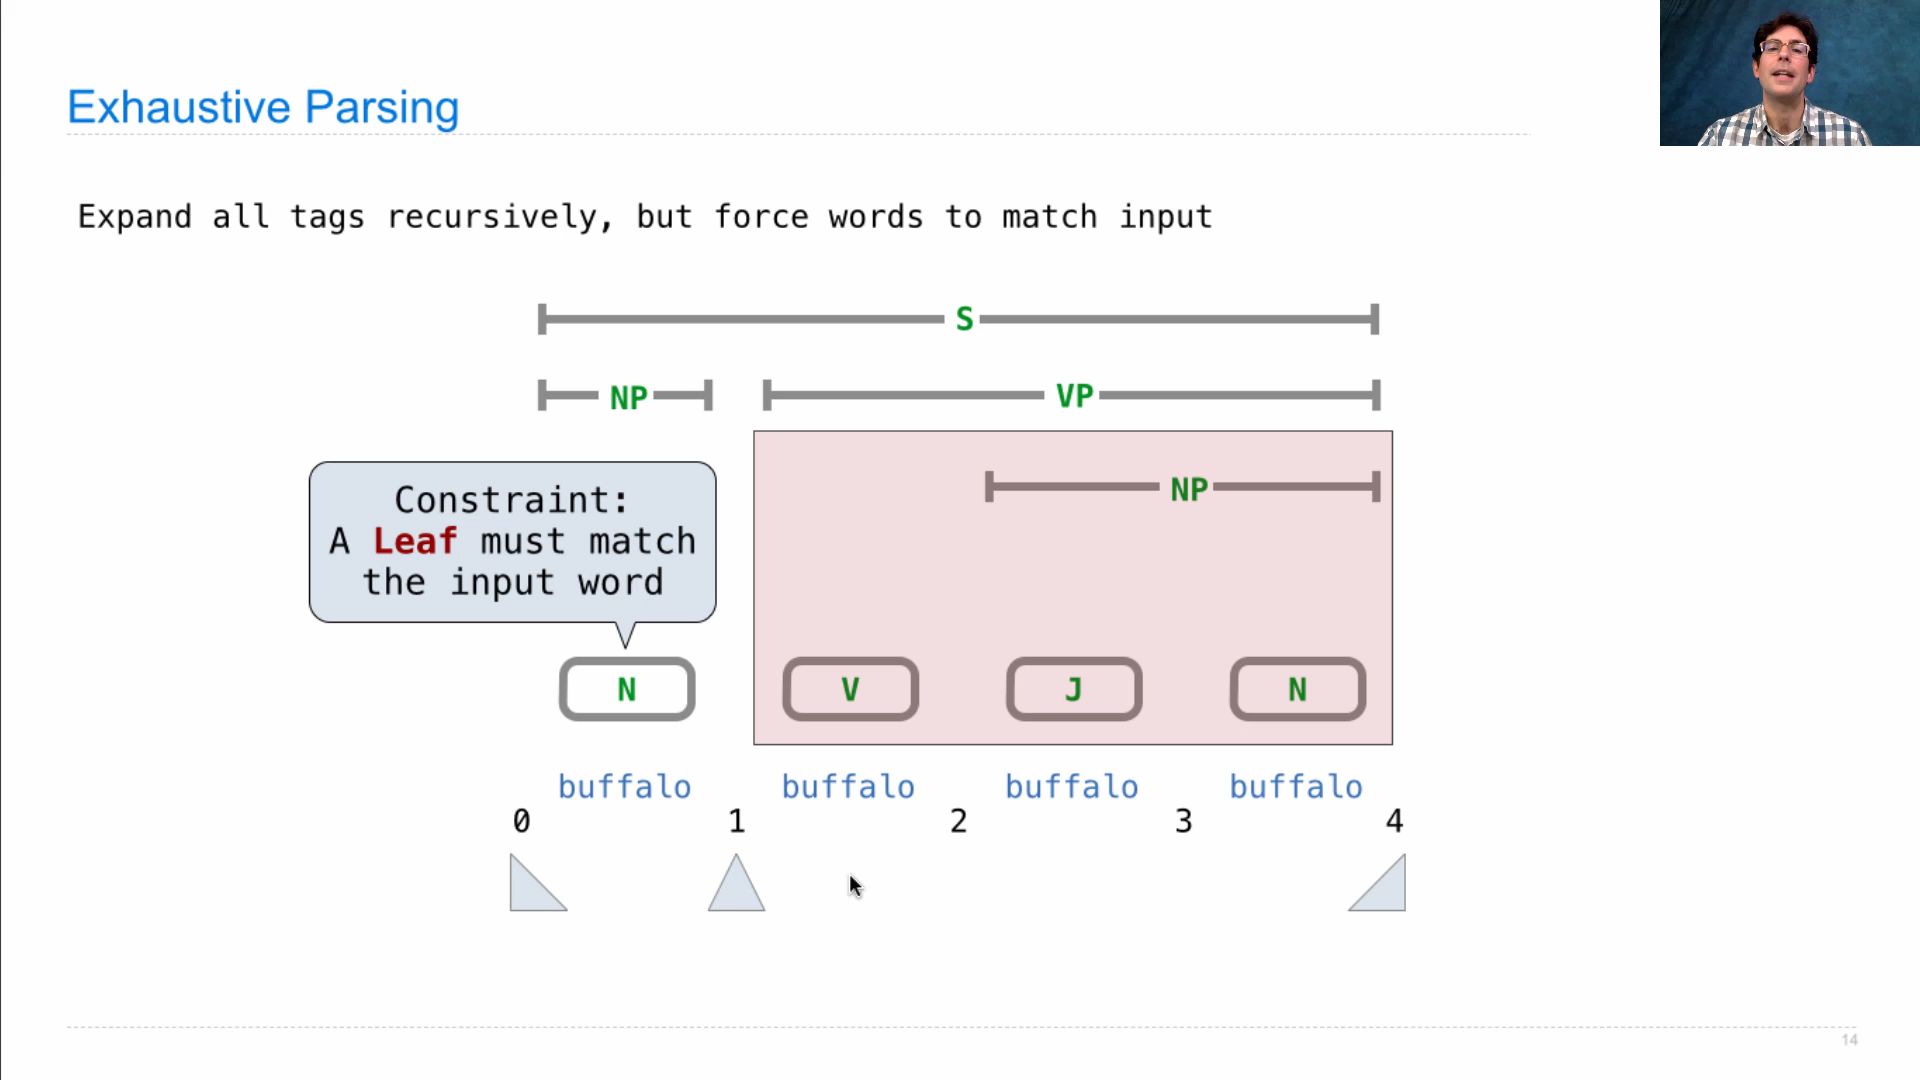 Exhaustive Parsing
Expand all tags recursively, but force words to match input
S
NP VP
NP
Constraint:
A Leaf must match
the input word
N V J N
buffalo buffalo buffalo buffalo
0 1 2 3 4
14